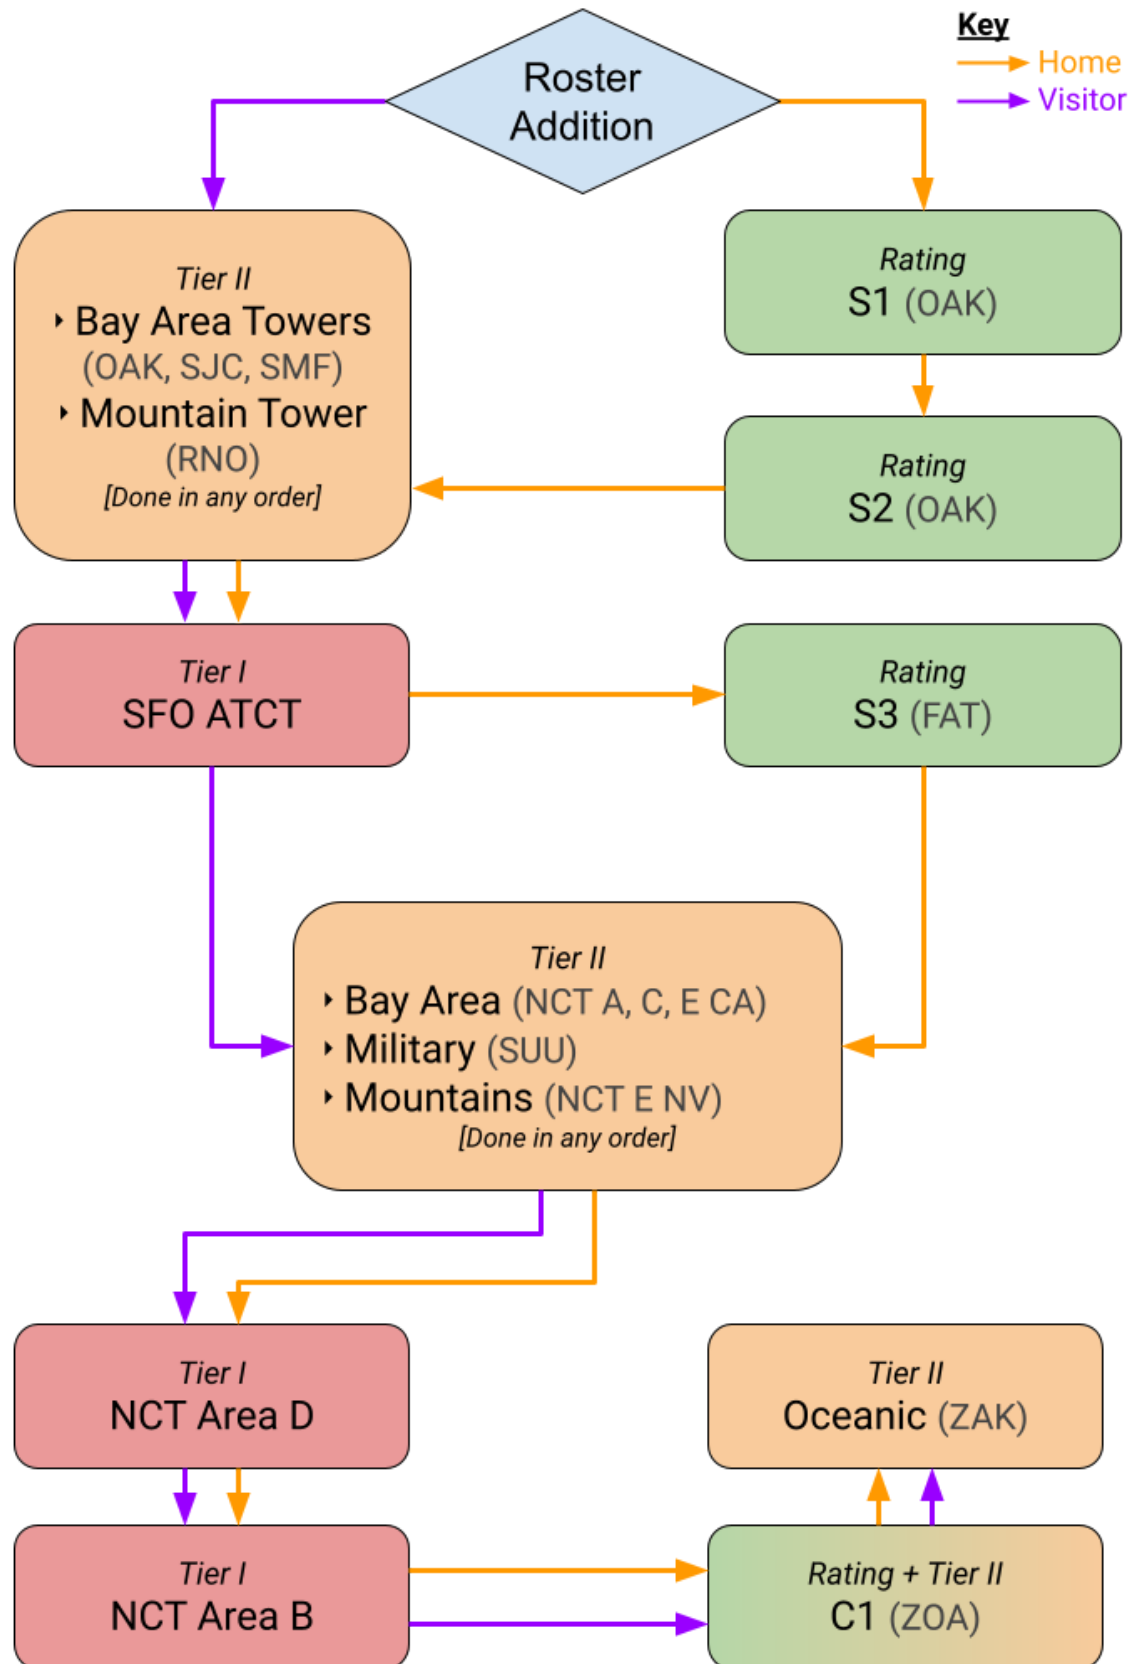 Key
Home
Visitor
Roster
Addition
Tier II
‣ Bay Area Towers
(OAK, SJC, SMF)
‣ Mountain Tower
(RNO)
[Done in any order]
Rating
S1 (OAK)
Rating
S2 (OAK)
Tier I
SFO ATCT
Rating
S3 (FAT)
Tier II
‣ Bay Area (NCT A, C, E CA)
‣ Military (SUU)
‣ Mountains (NCT E NV)
[Done in any order]
Tier I
NCT Area D
Tier II
Oceanic (ZAK)
Tier I
NCT Area B
Rating + Tier II
C1 (ZOA)